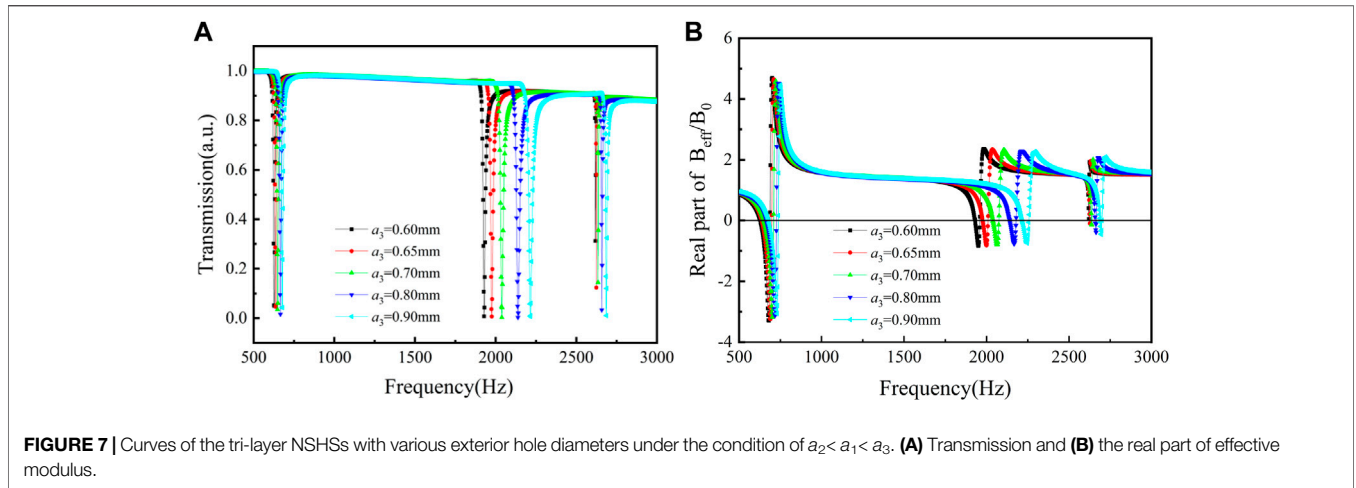 A
Transmission(a.u.)
1.0
0.8
0.6
0.4
0.2
0.0
a3=0.60mm
a3=0.65mm
a3=0.70mm
a3=0.80mm
a3=0.90mm
500 1000 1500 2000 2500 3000
Frequency(Hz)
B
Real part of Beff/B0
6
4
2
0
-2
-4
a3=0.60mm
a3=0.65mm
a3=0.70mm
a3=0.80mm
a3=0.90mm
500 1000 1500 2000 2500 3000
Frequency(Hz)
FIGURE 7 | Curves of the tri-layer NSHSs with various exterior hole diameters under the condition of a2< a1< a3. (A) Transmission and (B) the real part of effective
modulus.